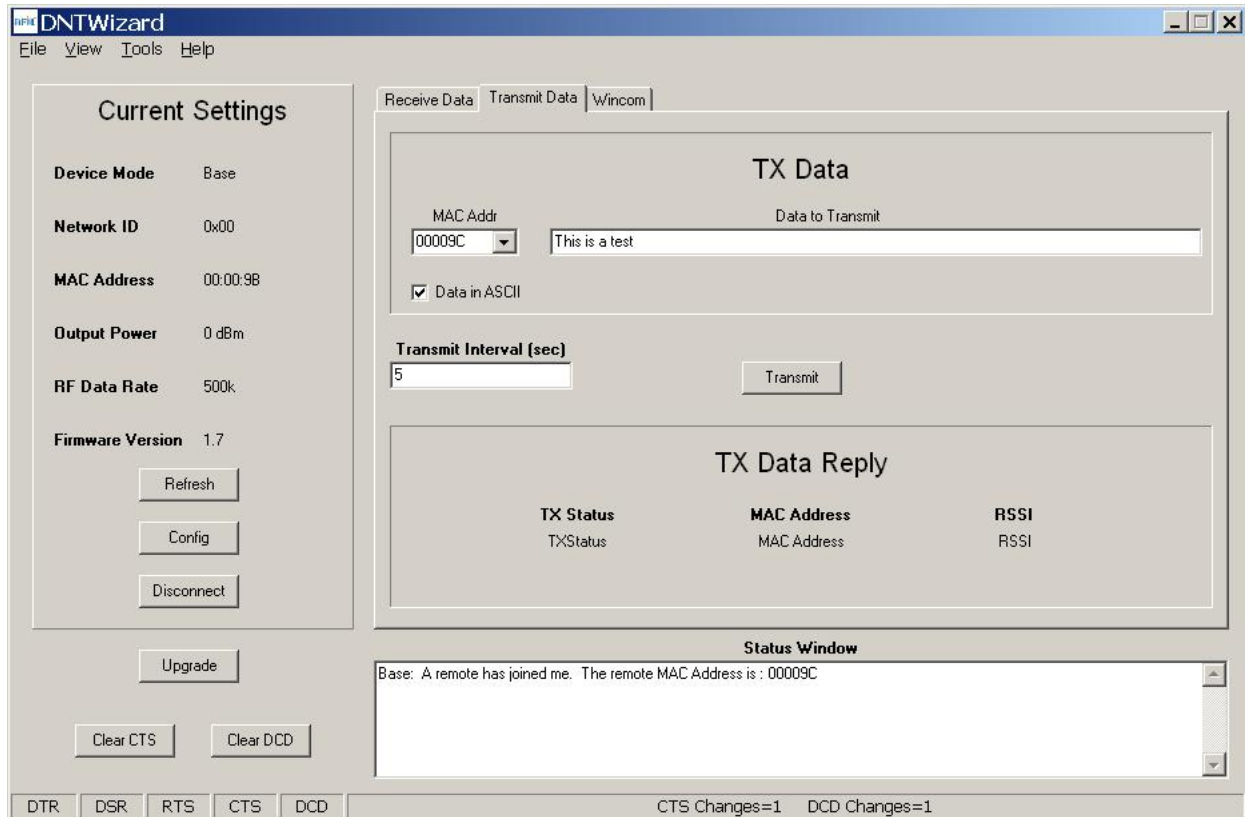 DNTWizard
File View Tools Help
Current Settings
Device Mode Base
Network ID 0x00
MAC Address 00:00:9B
Output Power 0 dBm
RF Data Rate 500k
Firmware Version 1.7
Refresh
Config
Disconnect
Upgrade
Clear CTS Clear DCD
Receive Data Transmit Data Wincom
TX Data
MAC Addr Data to Transmit
00009C This is a test
Data in ASCII
Transmit Interval (sec)
5
Transmit
TX Data Reply
TX Status MAC Address RSSI
TXStatus MAC Address RSSI
Status Window
Base: A remote has joined me. The remote MAC Address is : 00009C
DTR DSR RTS CTS DCD CTS Changes=1 DCD Changes=1